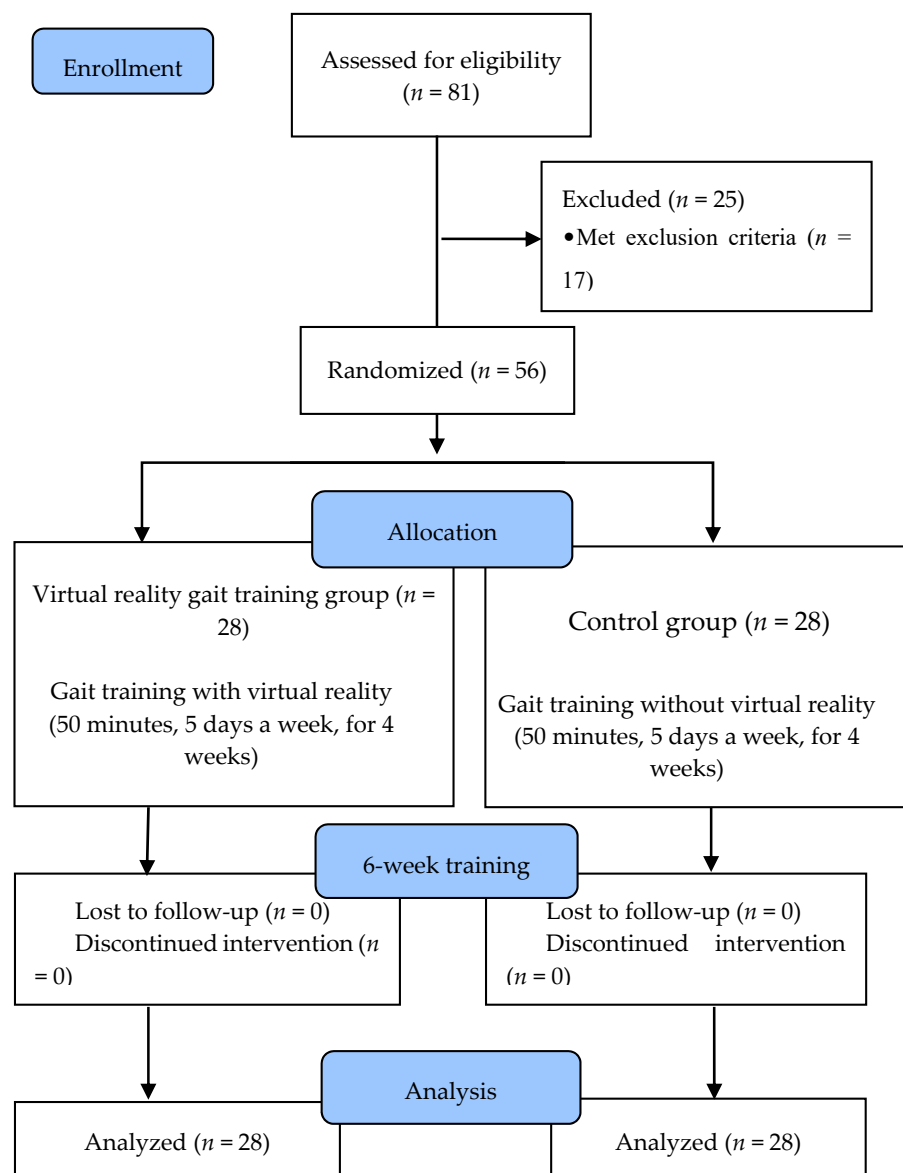 Enrollment
Assessed for eligibility
(n = 81)
Excluded (n = 25)
•Met exclusion criteria (n =
17)
Randomized (n = 56)
Allocation
Virtual reality gait training group (n =
28)
Gait training with virtual reality
(50 minutes, 5 days a week, for 4
weeks)
Control group (n = 28)
Gait training without virtual reality
(50 minutes, 5 days a week, for 4
weeks)
6-week training
Lost to follow-up (n = 0)
Discontinued intervention (n
= 0)
Lost to follow-up (n = 0)
Discontinued intervention
(n = 0)
Analysis
Analyzed (n = 28)
Analyzed (n = 28)